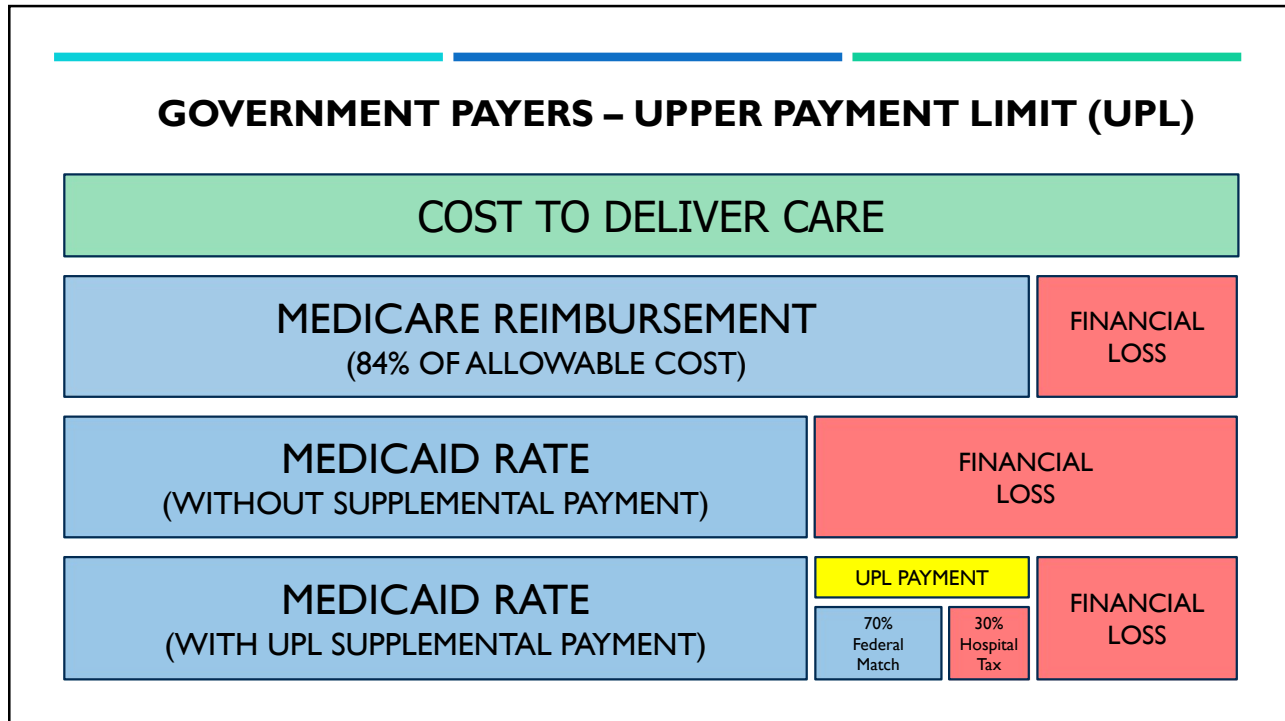 GOVERNMENT PAYERS – UPPER PAYMENT LIMIT (UPL)
COST TO DELIVER CARE
MEDICARE REIMBURSEMENT
(84% OF ALLOWABLE COST)
FINANCIAL
LOSS
MEDICAID RATE
(WITHOUT SUPPLEMENTAL PAYMENT)
FINANCIAL
LOSS
MEDICAID RATE
(WITH UPL SUPPLEMENTAL PAYMENT)
UPL PAYMENT
70%
Federal
Match
30%
Hospital
Tax
FINANCIAL
LOSS